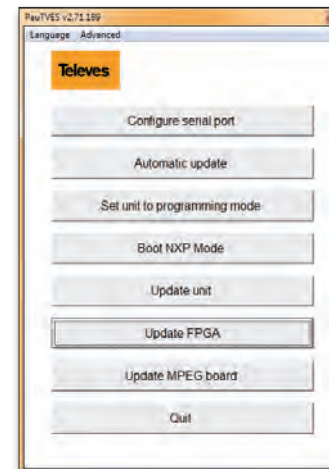 PauTVES v2.71.189
Language Advanced
Televes
Configure serial port
Automatic update
Set unit to programming mode
Boot NXP Mode
Update unit
Update FPGA
Update MPEG board
Quit